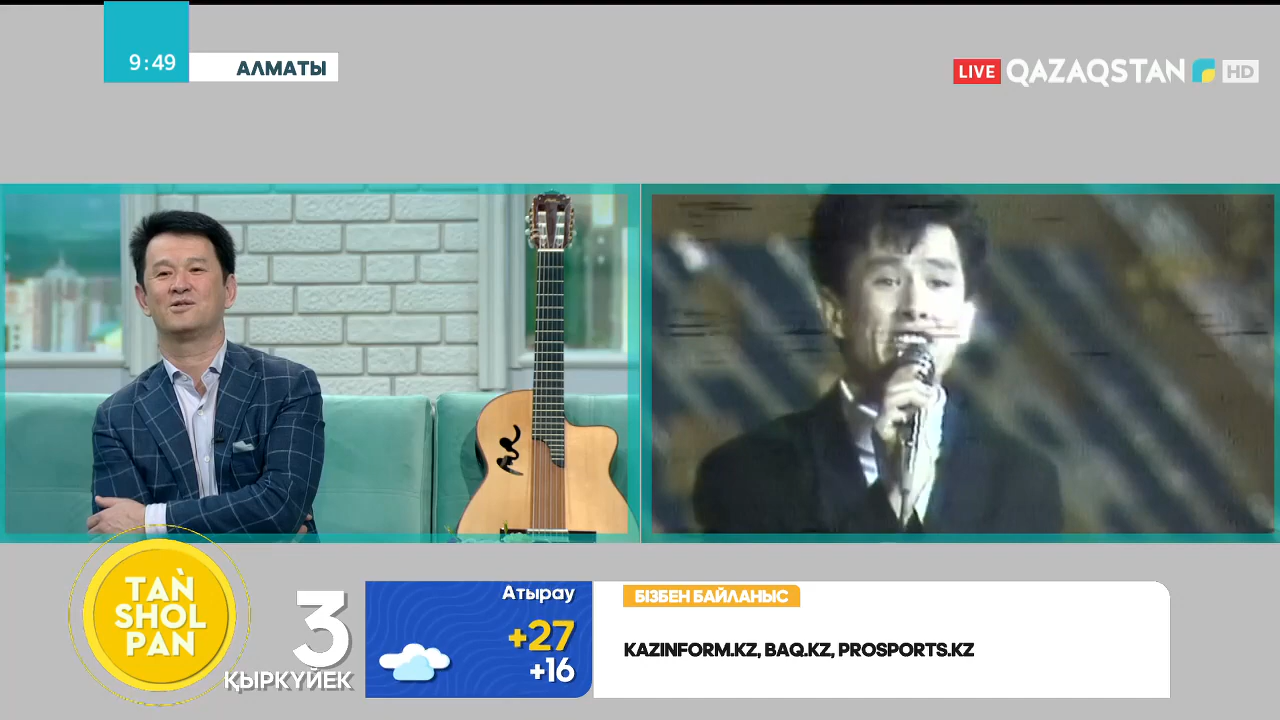 9:49
АЛМАТЫ
LIVE QAZAQSTAN HD
TAŃ
SHOL
PAN
3
ҚЫРКҮЙЕК
Атырау
+27
+16
БІЗБЕН БАЙЛАНЫС
KAZINFORM.KZ, BAQ.KZ, PROSPORTS.KZ